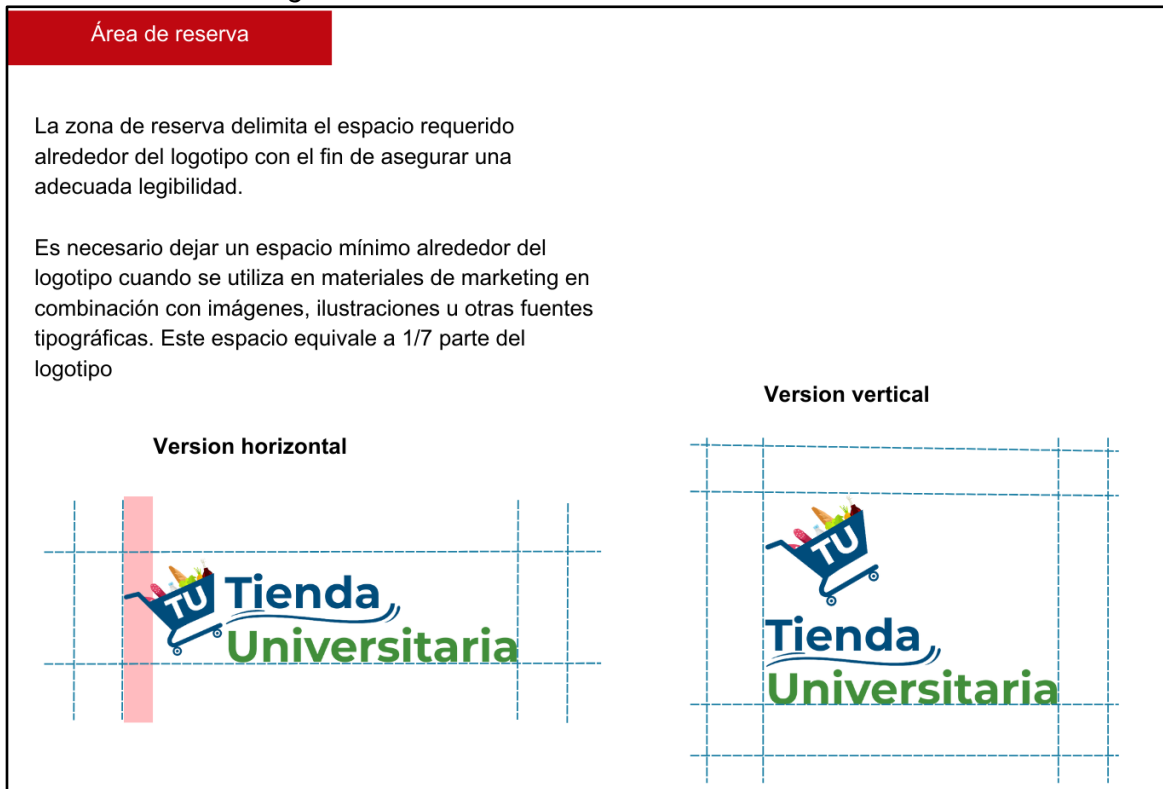 Área de reserva
La zona de reserva delimita el espacio requerido
alrededor del logotipo con el fin de asegurar una
adecuada legibilidad.
Es necesario dejar un espacio mínimo alrededor del
logotipo cuando se utiliza en materiales de marketing en
combinación con imágenes, ilustraciones u otras fuentes
tipográficas. Este espacio equivale a 1/7 parte del
logotipo
Version horizontal
TU
Tienda
Universitaria
Version vertical
TU
Tienda
Universitaria